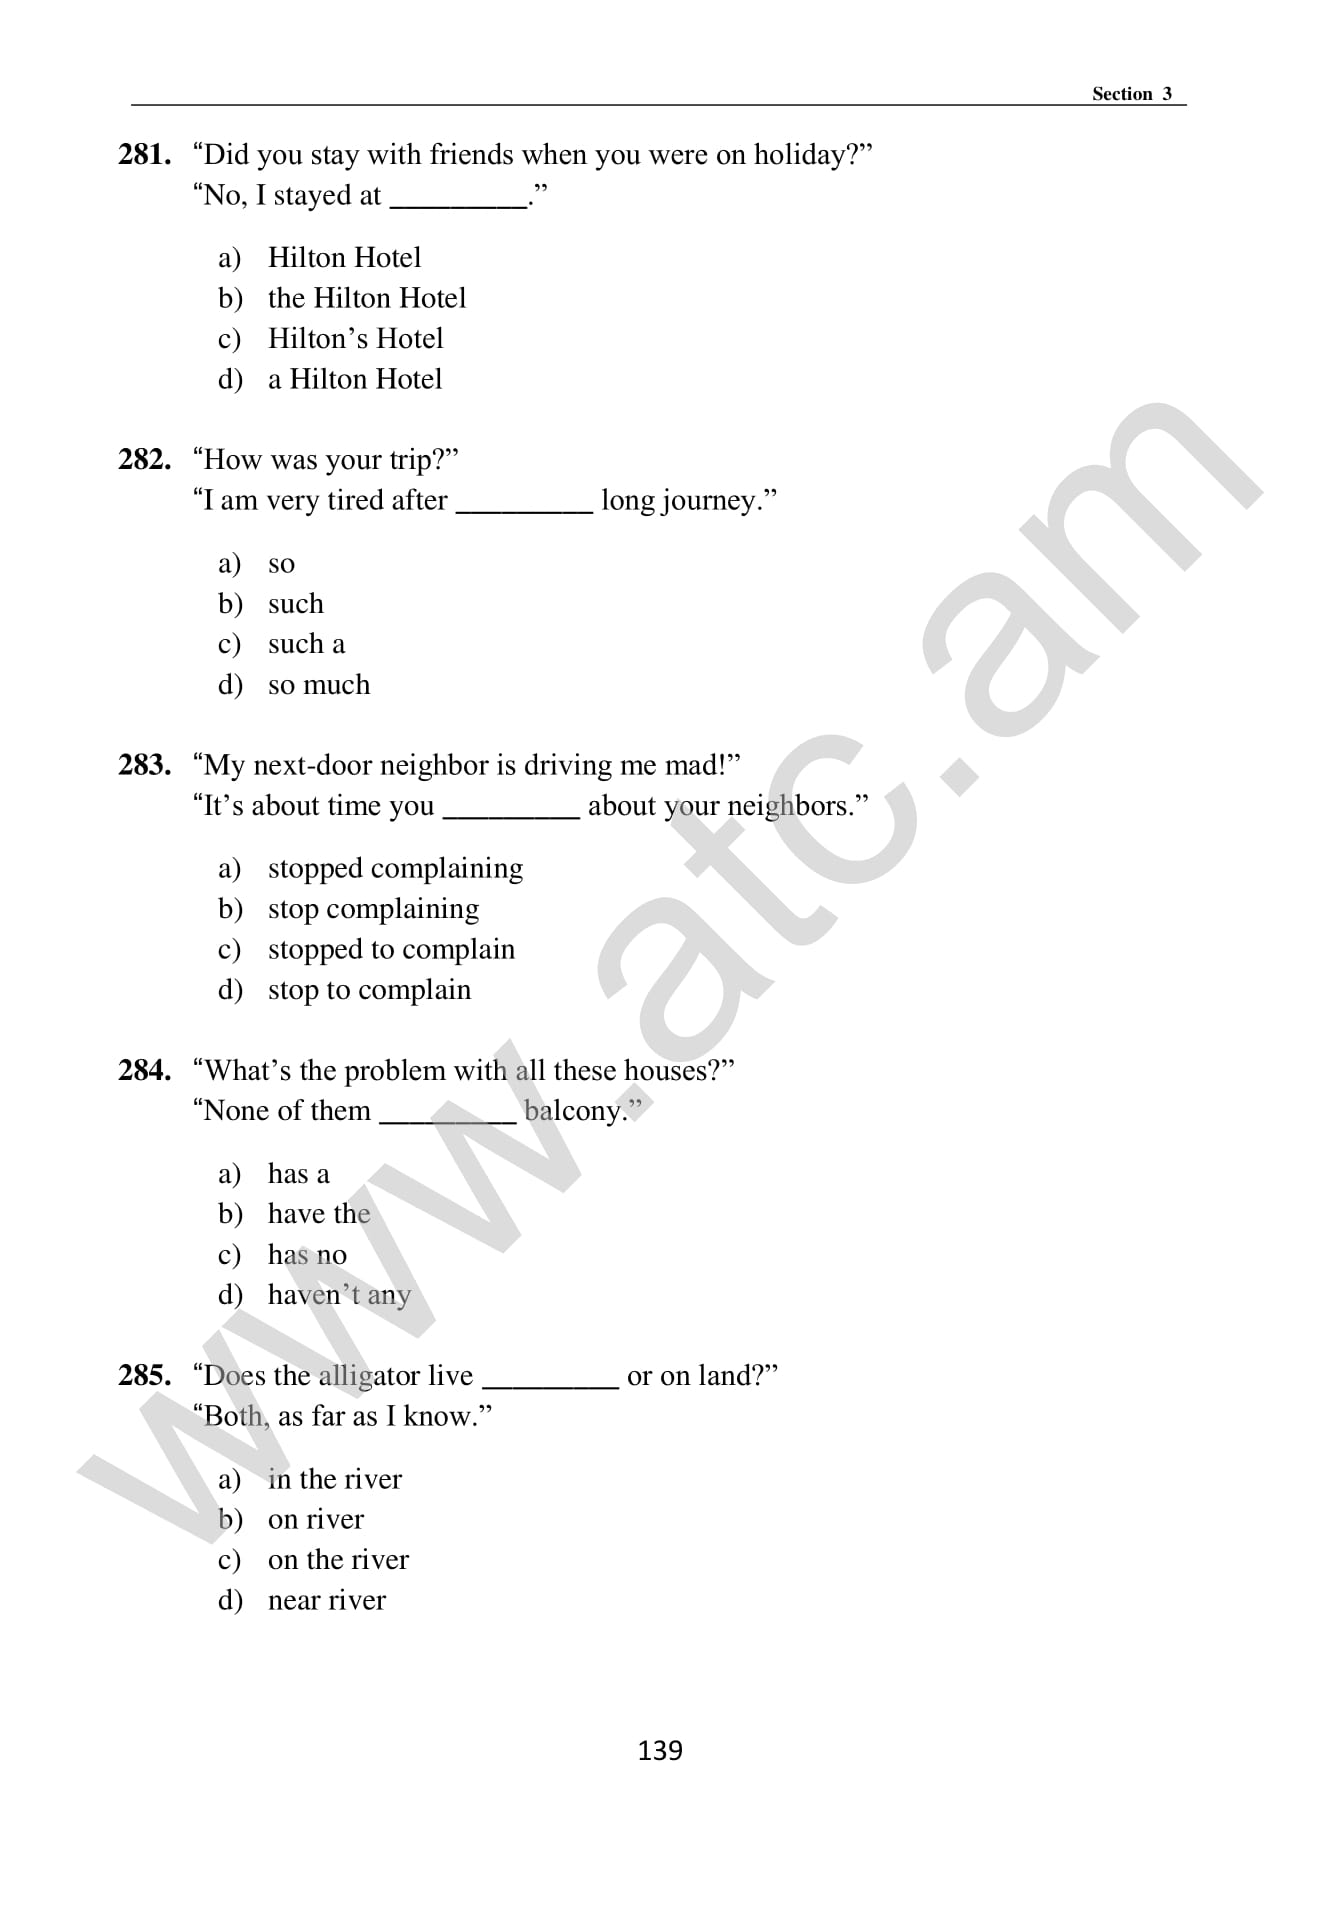 Section 3
281. “Did you stay with friends when you were on holiday?”
“No, I stayed at _________.”
a) Hilton Hotel
b) the Hilton Hotel
c) Hilton’s Hotel
d) a Hilton Hotel
282. “How was your trip?”
“I am very tired after _________ long journey.”
a) so
b) such
c) such a
d) so much
283. “My next-door neighbor is driving me mad!”
“It’s about time you _________ about your neighbors.”
a) stopped complaining
b) stop complaining
c) stopped to complain
d) stop to complain
284. “What’s the problem with all these houses?”
“None of them _________ balcony.”
a) has a
b) have the
c) has no
d) haven’t any
285. “Does the alligator live _________ or on land?”
“Both, as far as I know.”
a) in the river
b) on river
c) on the river
d) near river
139
www.atc.am